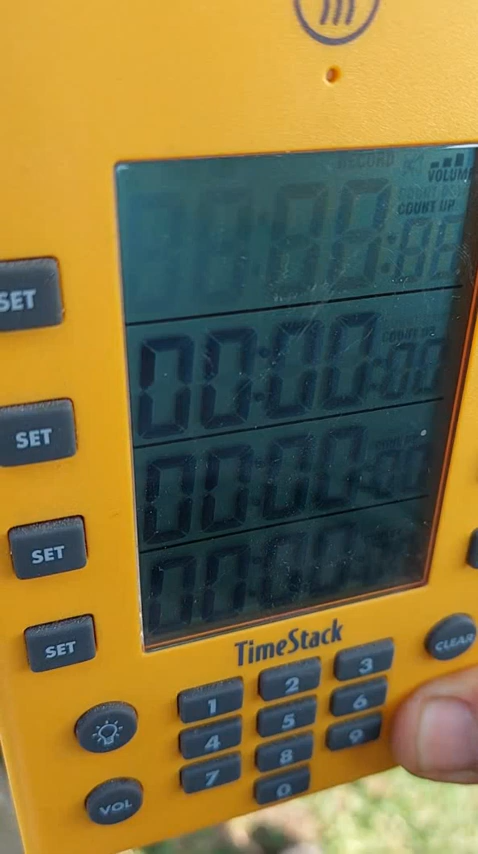 RECORD
VOLUME
COUNT UP
SET
00:00:00
SET
00:00
SET
SET
TimeStack
CLEAR
1 2 3
4 5 6
7 8 9
VOL
0